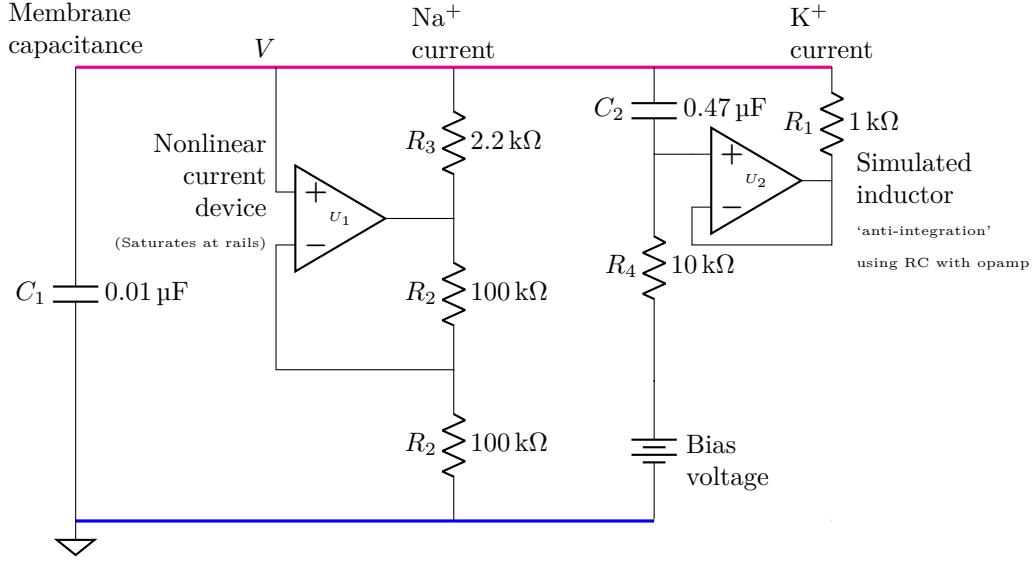 Membrane
capacitance
V
Na⁺
current
K⁺
current
C₂ 0.47 µF
R₁ 1 kΩ
R₃ 2.2 kΩ
Nonlinear
current
device
(Saturates at rails)
+
U₁
−
+
U₂
−
Simulated
inductor
‘anti-integration’
using RC with opamp
R₄ 10 kΩ
C₁ 0.01 µF
R₂ 100 kΩ
R₂ 100 kΩ
Bias
voltage